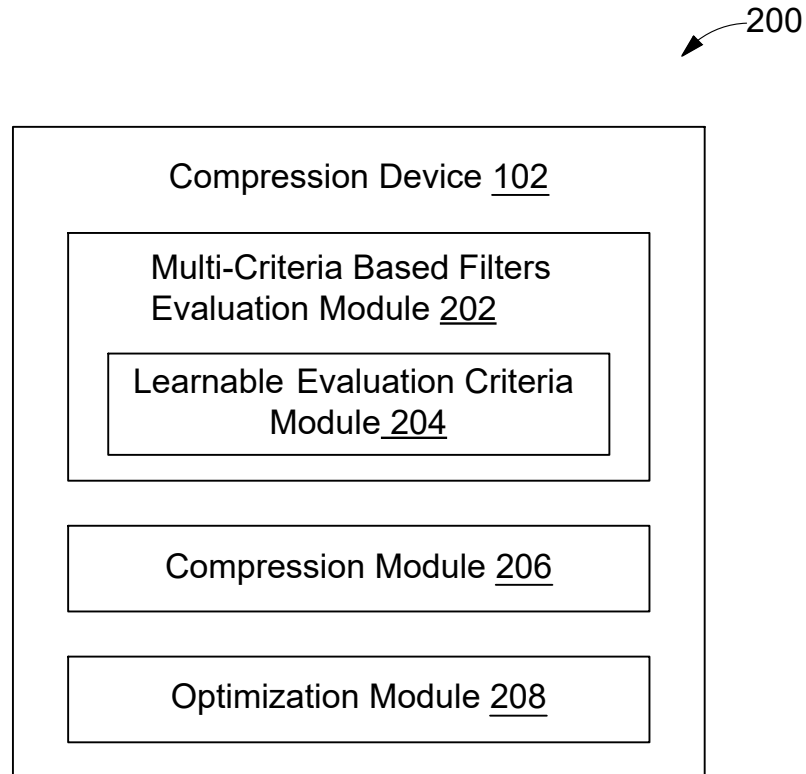 200
Compression Device 102
Multi-Criteria Based Filters
Evaluation Module 202
Learnable Evaluation Criteria
Module 204
Compression Module 206
Optimization Module 208